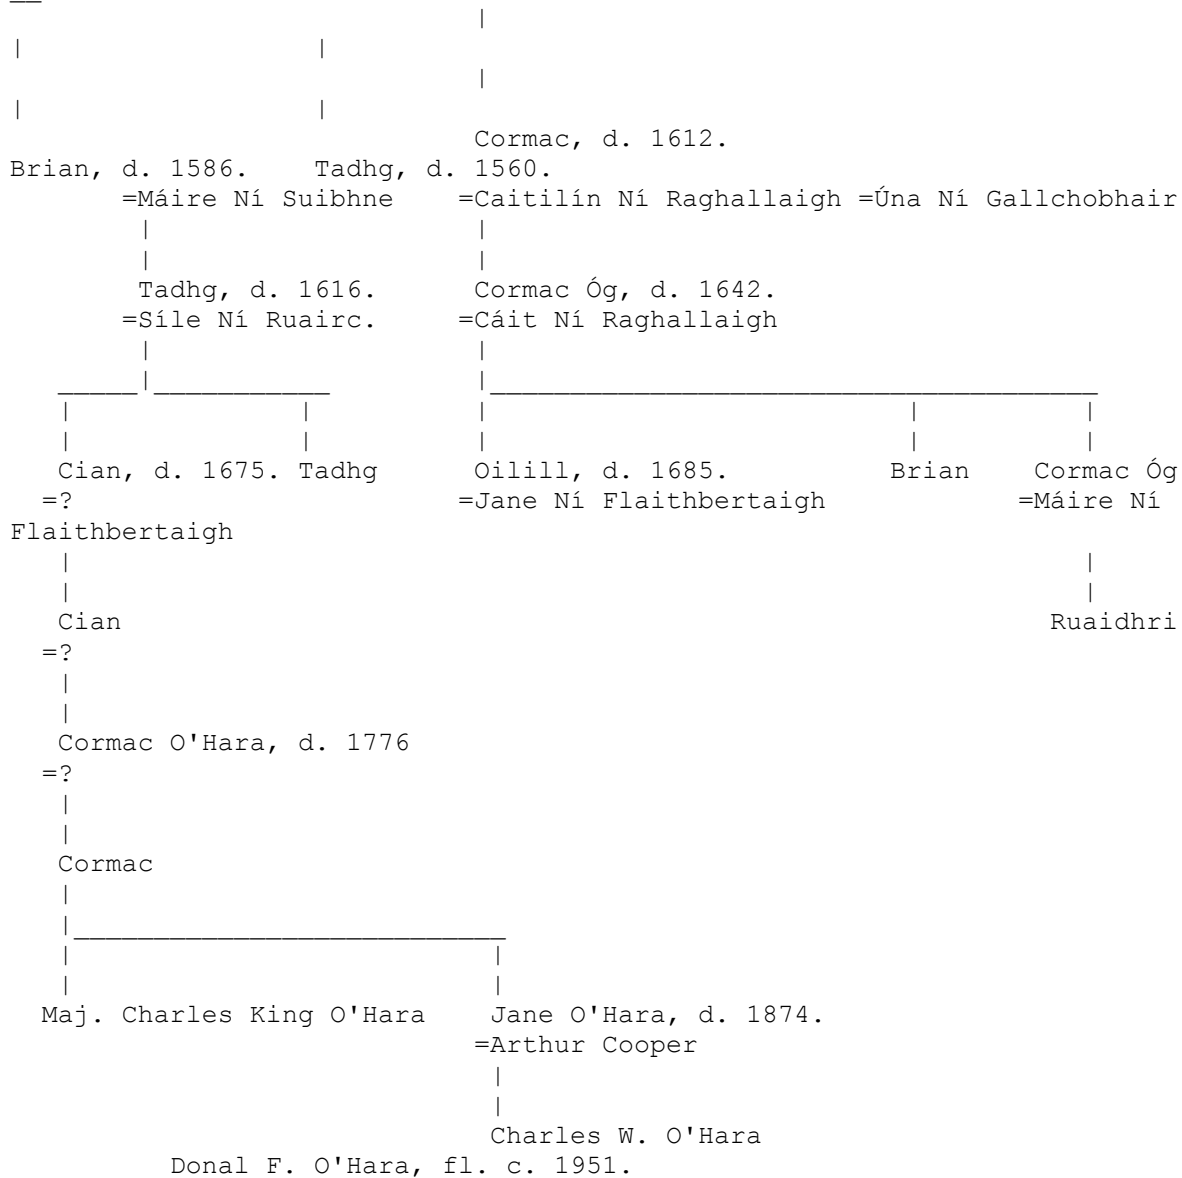 Cormac, d. 1612.
Brian, d. 1586. Tadhg, d. 1560.
=Máire Ní Suibhne =Caitilín Ní Raghallaigh =Úna Ní Gallchobhair
Tadhg, d. 1616. Cormac Óg, d. 1642.
=Síle Ní Ruairc. =Cáit Ní Raghallaigh
Cian, d. 1675. Tadhg Oilill, d. 1685. Brian Cormac Óg
=? =Jane Ní Flaithbertaigh =Máire Ní
Flaithbertaigh
Cian Ruaidhri
=?
Cormac O'Hara, d. 1776
=?
Cormac
Maj. Charles King O'Hara Jane O'Hara, d. 1874.
=Arthur Cooper
Charles W. O'Hara
Donal F. O'Hara, fl. c. 1951.